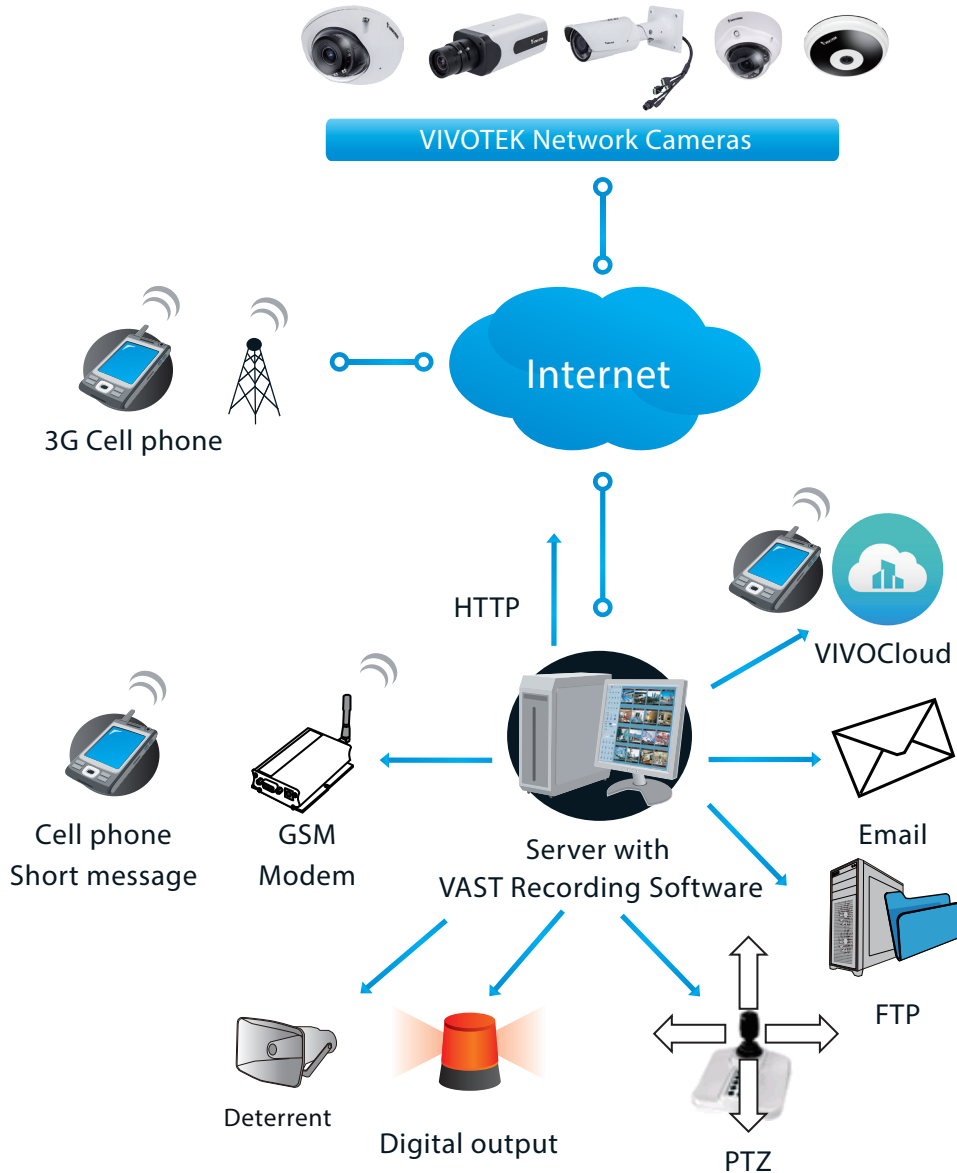 VIVOTEK Network Cameras
Internet
3G Cell phone
HTTP
VIVOCloud
Cell phone
Short message
GSM
Modem
Server with
VAST Recording Software
Email
FTP
Deterrent
Digital output
PTZ